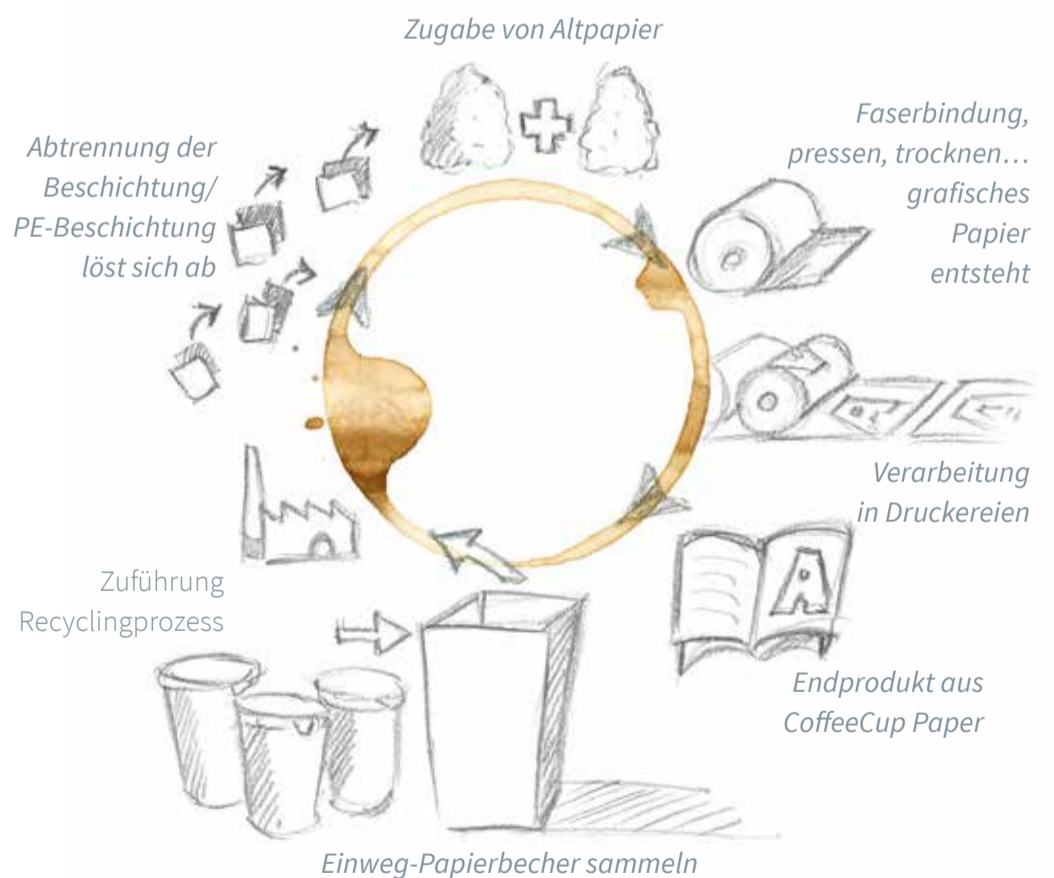 Zugabe von Altpapier
Faserbindung,
pressen, trocknen…
grafisches
Papier
entsteht
Abtrennung der
Beschichtung/
PE-Beschichtung
löst sich ab
Verarbeitung
in Druckereien
A
Zuführung
Recyclingprozess
Endprodukt aus
CoffeeCup Paper
Einweg-Papierbecher sammeln